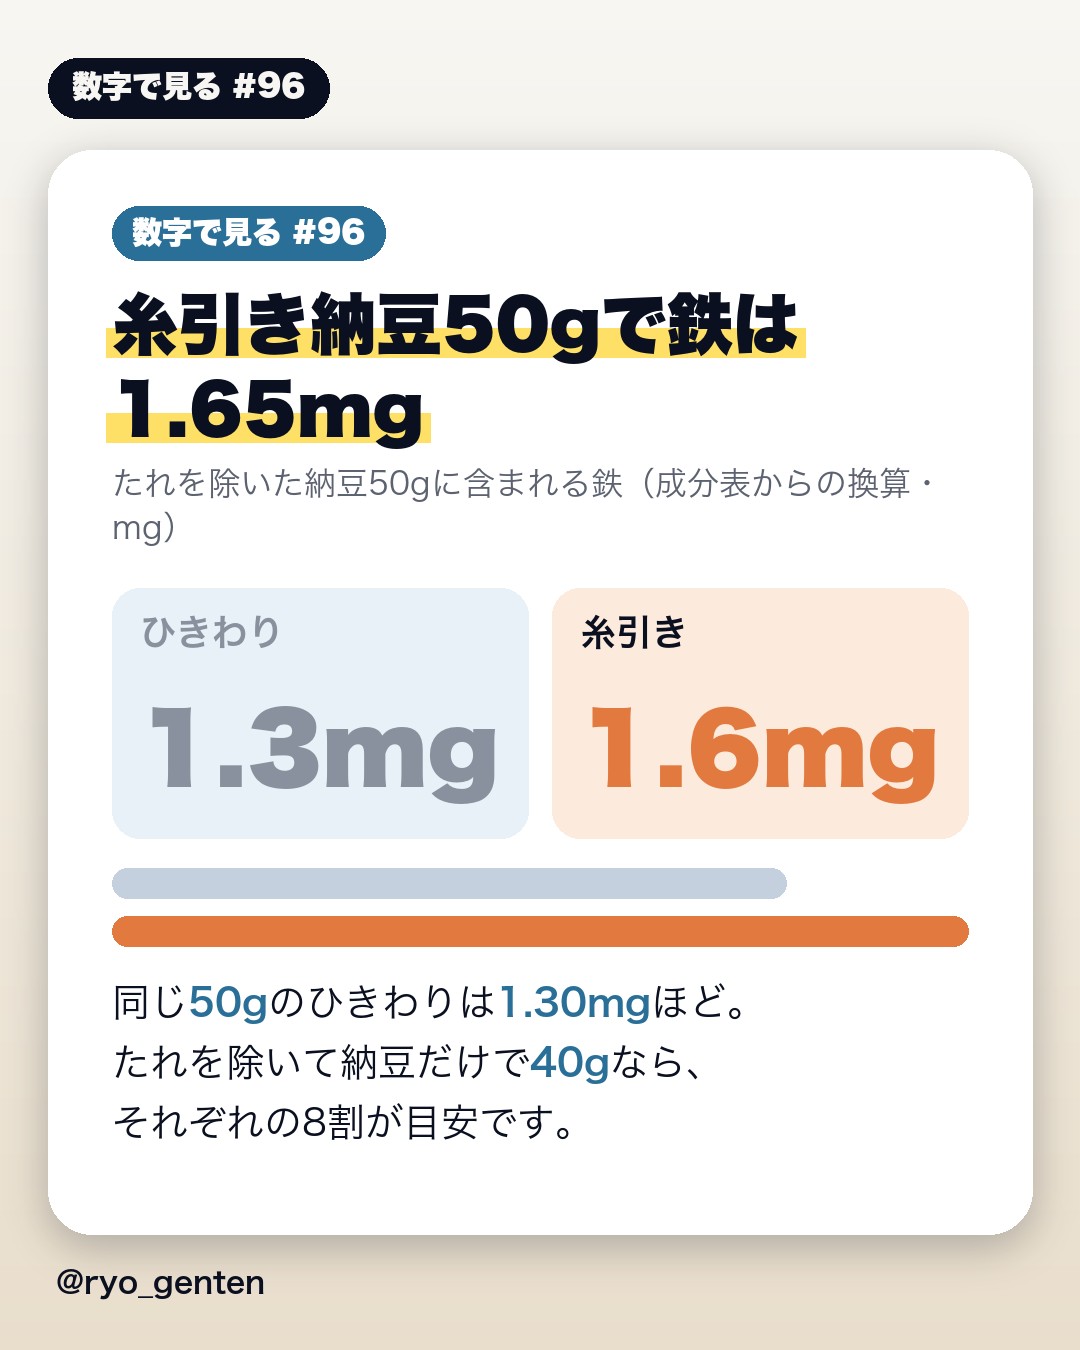 数字で見る #96
数字で見る #96
糸引き納豆50gで鉄は
1.65mg
たれを除いた納豆50gに含まれる鉄（成分表からの換算・
mg）
ひきわり
糸引き
1.3mg
1.6mg
同じ50gのひきわりは1.30mgほど。
たれを除いて納豆だけで40gなら、
それぞれの8割が目安です。
@ryo_genten